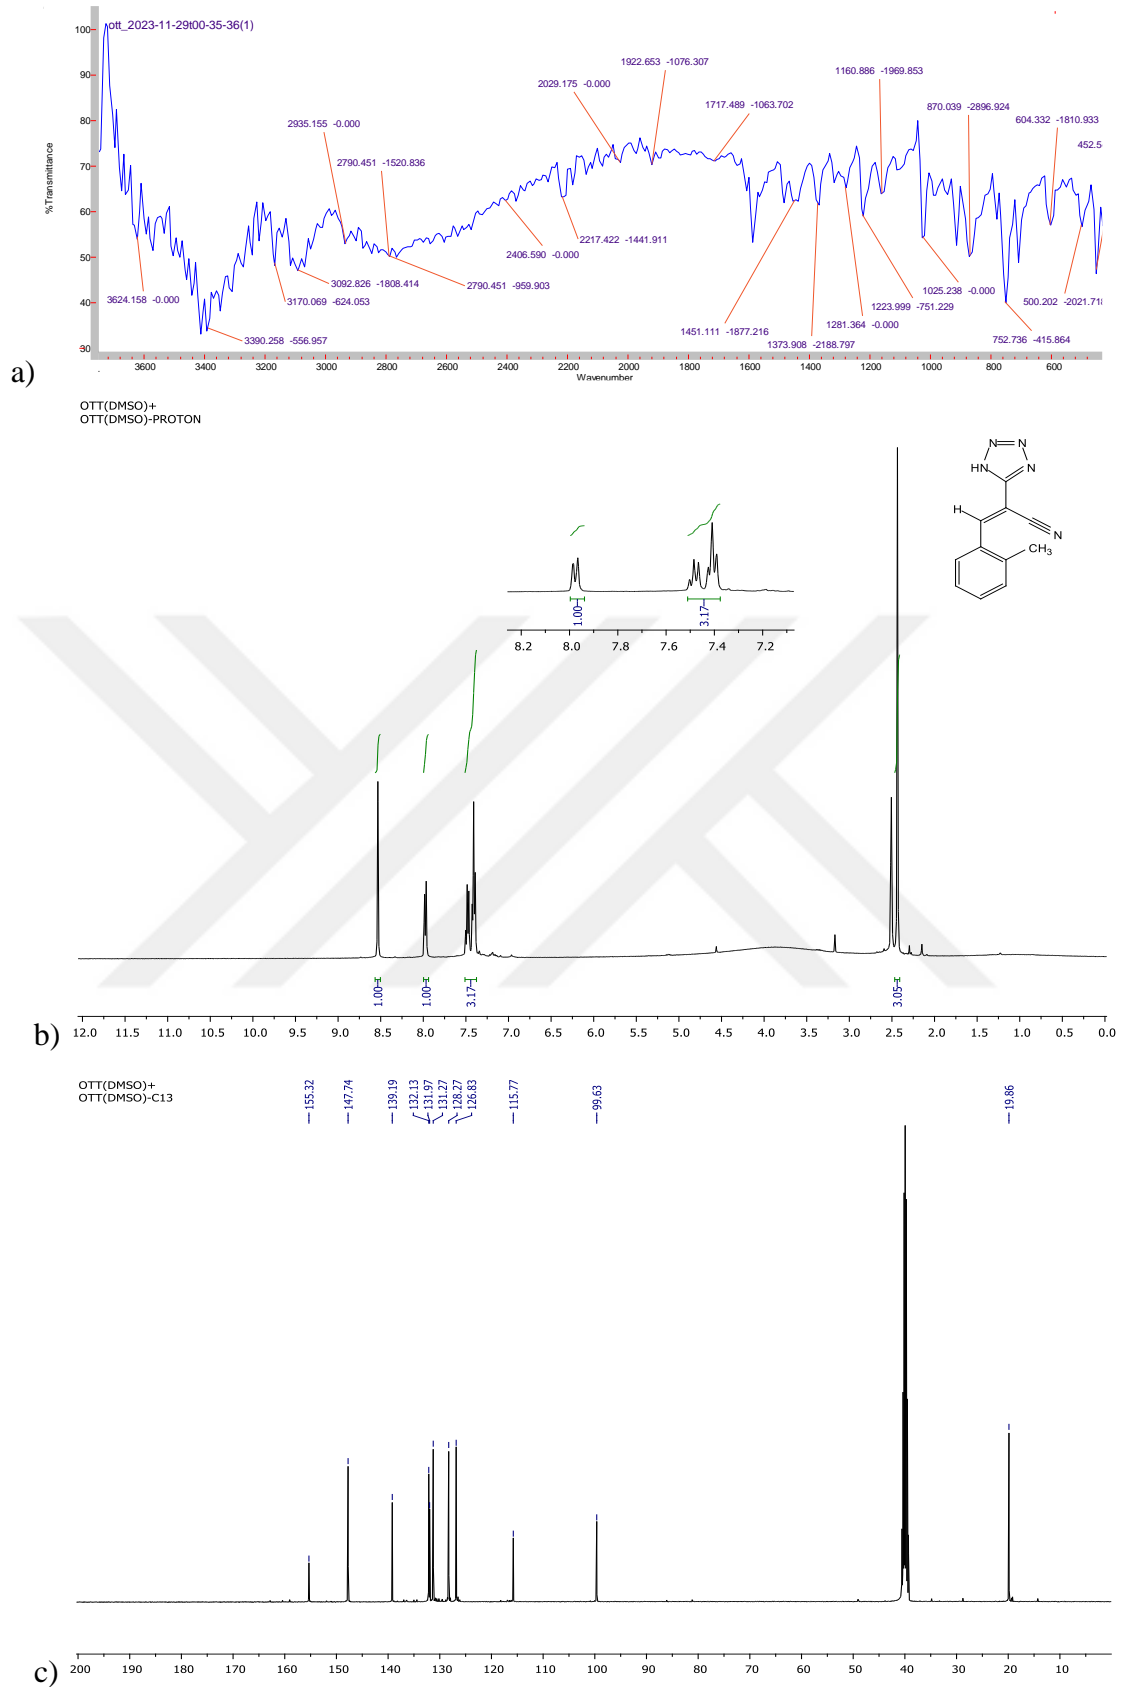 ott_2023-11-29t00-35-36(1)
%Transmittance
100
90
80
70
60
50
40
30
2935.155 -0.000
2790.451 -1520.836
2029.175 -0.000
1922.653 -1076.307
1717.489 -1063.702
1160.886 -1969.853
870.039 -2896.924
604.332 -1810.933
452.5
3624.158 -0.000
3390.258 -556.957
3170.069 -624.053
3092.826 -1808.414
2790.451 -959.903
2406.590 -0.000
2217.422 -1441.911
1451.111 -1877.216
1373.908 -2188.797
1281.364 -0.000
1223.999 -751.229
1025.238 -0.000
752.736 -415.864
500.202 -2021.718
3600 3400 3200 3000 2800 2600 2400 2200 2000 1800 1600 1400 1200 1000 800 600
Wavenumber
a)
OTT(DMSO)+
OTT(DMSO)-PROTON
N N
HN N
H
N
CH3
1.00 3.17
8.2 8.0 7.8 7.6 7.4 7.2
1.00 1.00 3.17 3.05
12.0 11.5 11.0 10.5 10.0 9.5 9.0 8.5 8.0 7.5 7.0 6.5 6.0 5.5 5.0 4.5 4.0 3.5 3.0 2.5 2.0 1.5 1.0 0.5 0.0
b)
OTT(DMSO)+
OTT(DMSO)-C13
155.32 147.74 139.19 132.13 131.97 131.27 128.27 126.83 115.77 99.63 19.86
200 190 180 170 160 150 140 130 120 110 100 90 80 70 60 50 40 30 20 10
c)